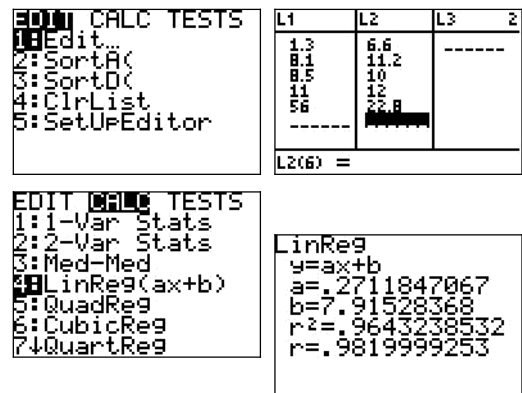 EDIT CALC TESTS
1:Edit…
2:SortA(
3:SortD(
4:ClrList
5:SetUpEditor
L1 L2 L3 2
1.3 6.6 ------
8.1 11.2
8.5 10
11 12
56 22.8
------
L2(6) =
EDIT CALC TESTS
1:1-Var Stats
2:2-Var Stats
3:Med-Med
4:LinReg(ax+b)
5:QuadReg
6:CubicReg
7↓QuartReg
LinReg
y=ax+b
a=.2711847067
b=7.91528368
r²=.9643238532
r=.9819999253